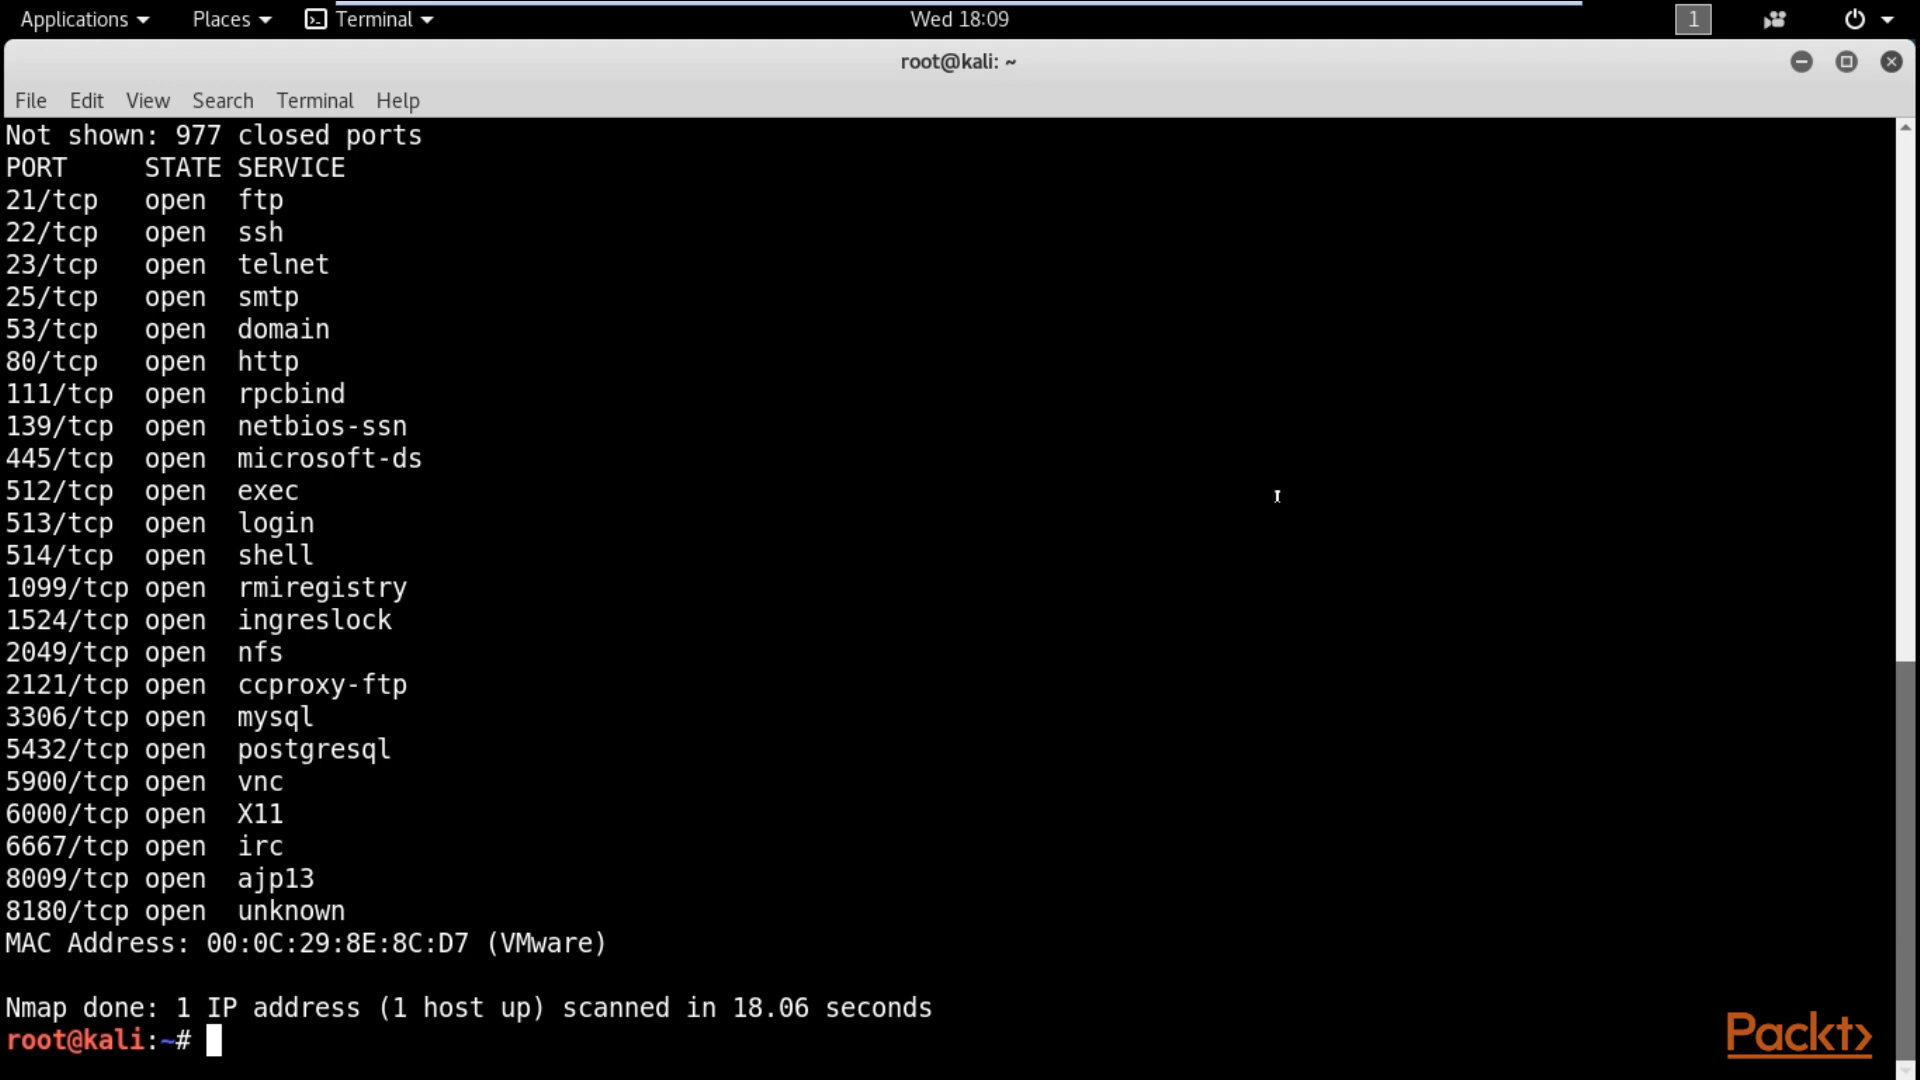 Applications Places Terminal Wed 18:09 1
root@kali: ~
File Edit View Search Terminal Help
Not shown: 977 closed ports
PORT     STATE SERVICE
21/tcp   open  ftp
22/tcp   open  ssh
23/tcp   open  telnet
25/tcp   open  smtp
53/tcp   open  domain
80/tcp   open  http
111/tcp  open  rpcbind
139/tcp  open  netbios-ssn
445/tcp  open  microsoft-ds
512/tcp  open  exec
513/tcp  open  login
514/tcp  open  shell
1099/tcp open  rmiregistry
1524/tcp open  ingreslock
2049/tcp open  nfs
2121/tcp open  ccproxy-ftp
3306/tcp open  mysql
5432/tcp open  postgresql
5900/tcp open  vnc
6000/tcp open  X11
6667/tcp open  irc
8009/tcp open  ajp13
8180/tcp open  unknown
MAC Address: 00:0C:29:8E:8C:D7 (VMware)
Nmap done: 1 IP address (1 host up) scanned in 18.06 seconds
root@kali:~#
Packt>